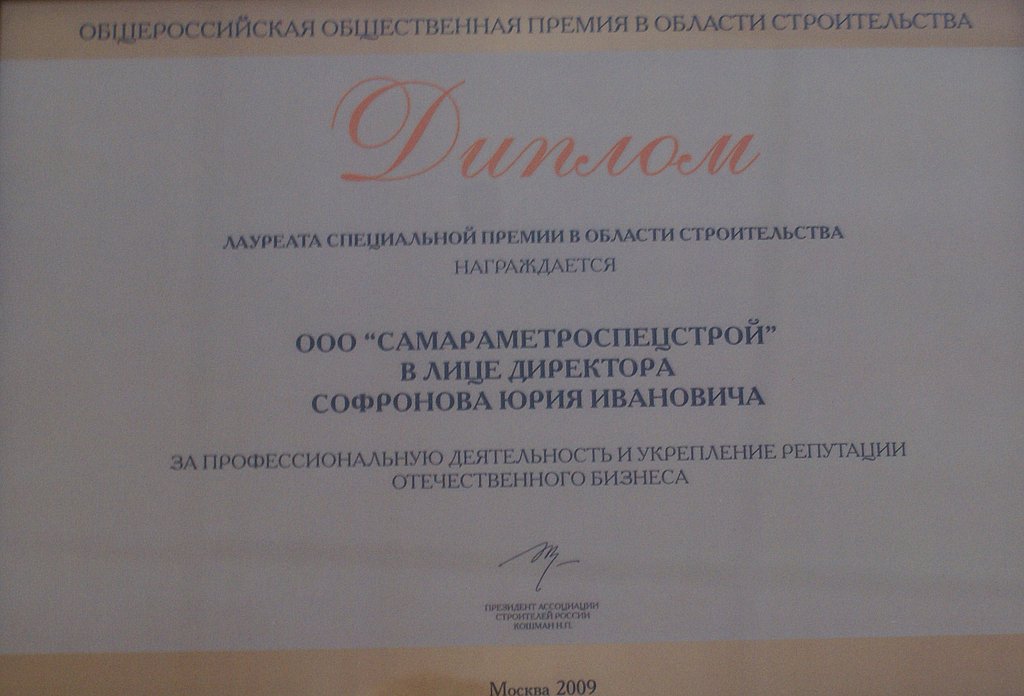 ОБЩЕРОССИЙСКАЯ ОБЩЕСТВЕННАЯ ПРЕМИЯ В ОБЛАСТИ СТРОИТЕЛЬСТВА
Диплом
ЛАУРЕАТА СПЕЦИАЛЬНОЙ ПРЕМИИ В ОБЛАСТИ СТРОИТЕЛЬСТВА
НАГРАЖДАЕТСЯ
ООО “САМАРАМЕТРОСПЕЦСТРОЙ”
В ЛИЦЕ ДИРЕКТОРА
СОФРОНОВА ЮРИЯ ИВАНОВИЧА
ЗА ПРОФЕССИОНАЛЬНУЮ ДЕЯТЕЛЬНОСТЬ И УКРЕПЛЕНИЕ РЕПУТАЦИИ
ОТЕЧЕСТВЕННОГО БИЗНЕСА
ПРЕЗИДЕНТ АССОЦИАЦИИ
СТРОИТЕЛЕЙ РОССИИ
КОШМАН Н.П.
Москва 2009